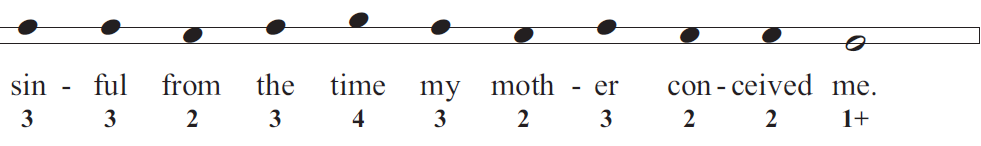 sin - ful from the time my moth - er con - ceived me.
3 3 2 3 4 3 2 3 2 2 1+